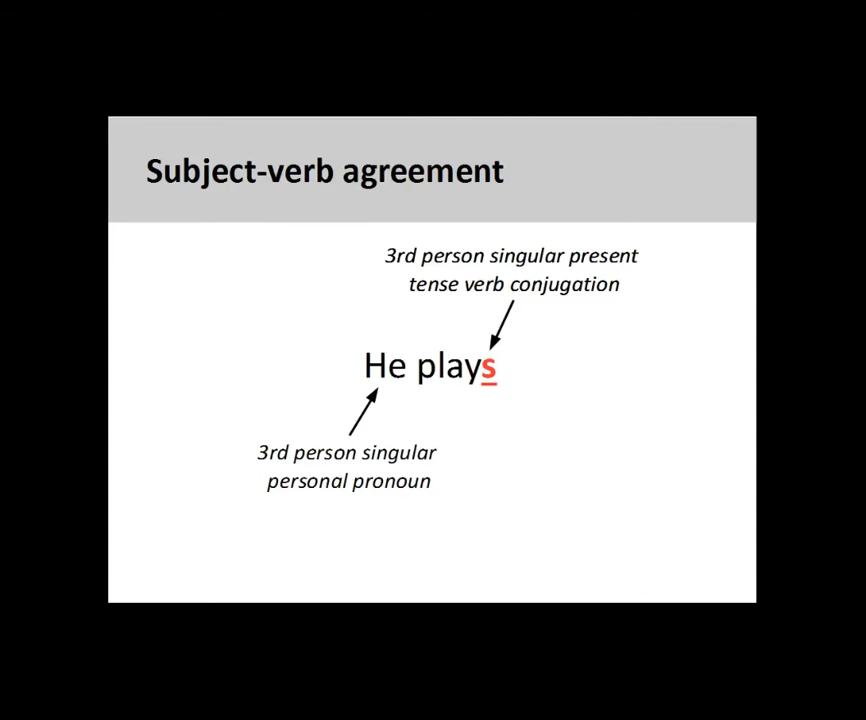 Subject-verb agreement
3rd person singular present
tense verb conjugation
He plays
3rd person singular
personal pronoun